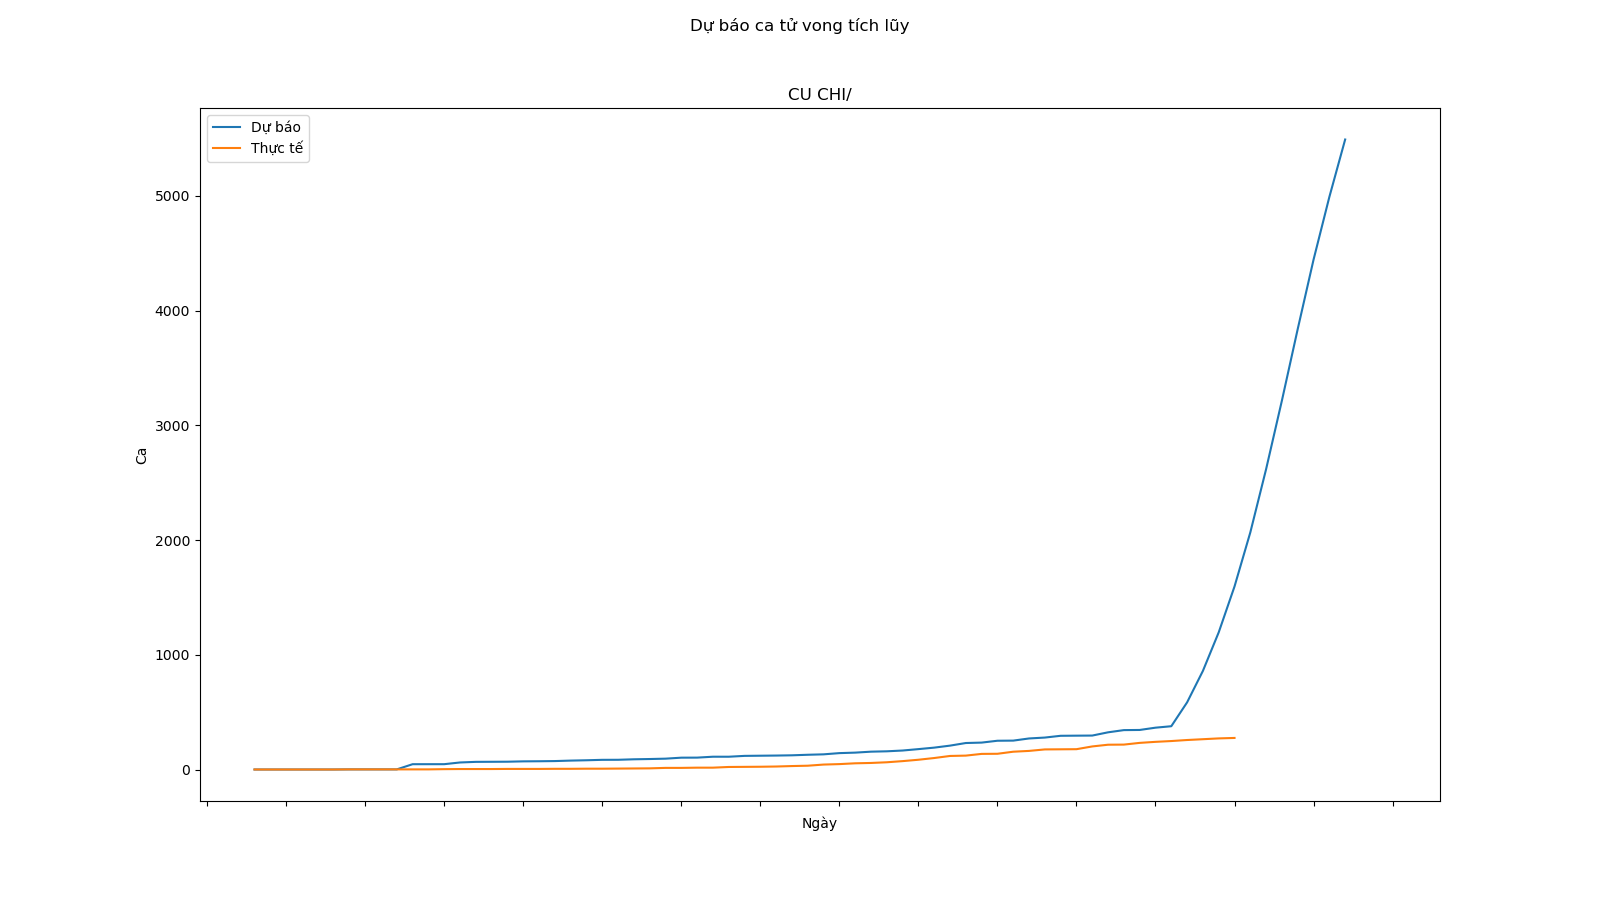 Dự báo ca tử vong tích lũy
CU CHI/
Dự báo
Thực tế
5000
4000
3000
2000
1000
0
Ca
Ngày